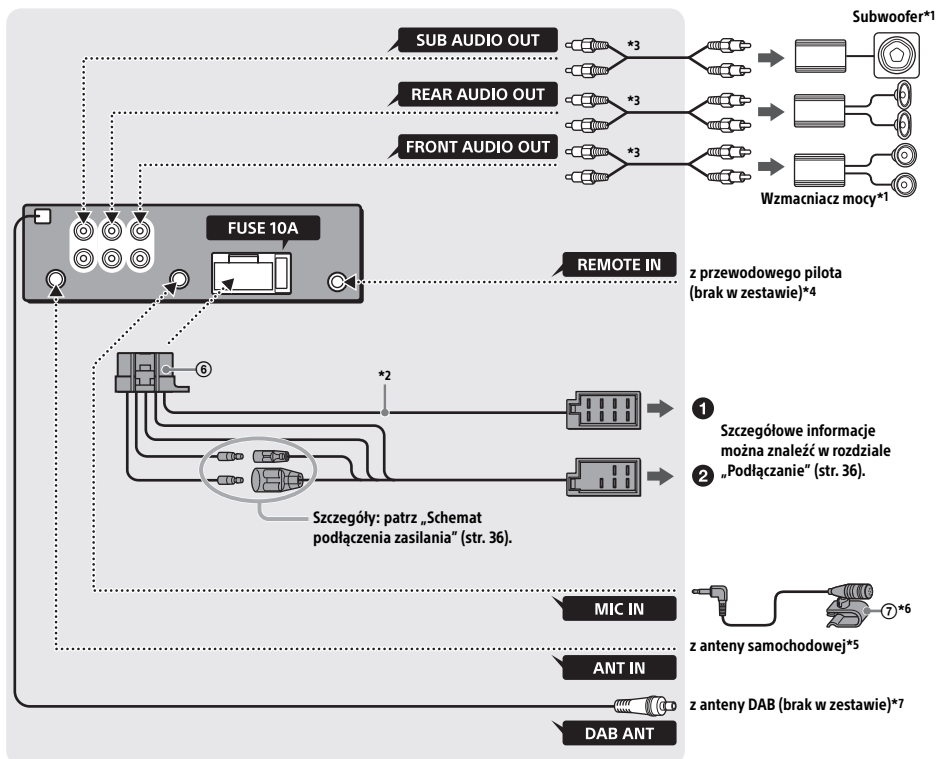 Subwoofer*1
SUB AUDIO OUT
*3
REAR AUDIO OUT
*3
FRONT AUDIO OUT
*3
Wzmacniacz mocy*1
FUSE 10A
REMOTE IN
z przewodowego pilota
(brak w zestawie)*4
⑥
*2
❶
Szczegółowe informacje
można znaleźć w rozdziale
❷ „Podłączanie” (str. 36).
Szczegóły: patrz „Schemat
podłączenia zasilania” (str. 36).
MIC IN
⑦*6
z anteny samochodowej*5
ANT IN
z anteny DAB (brak w zestawie)*7
DAB ANT